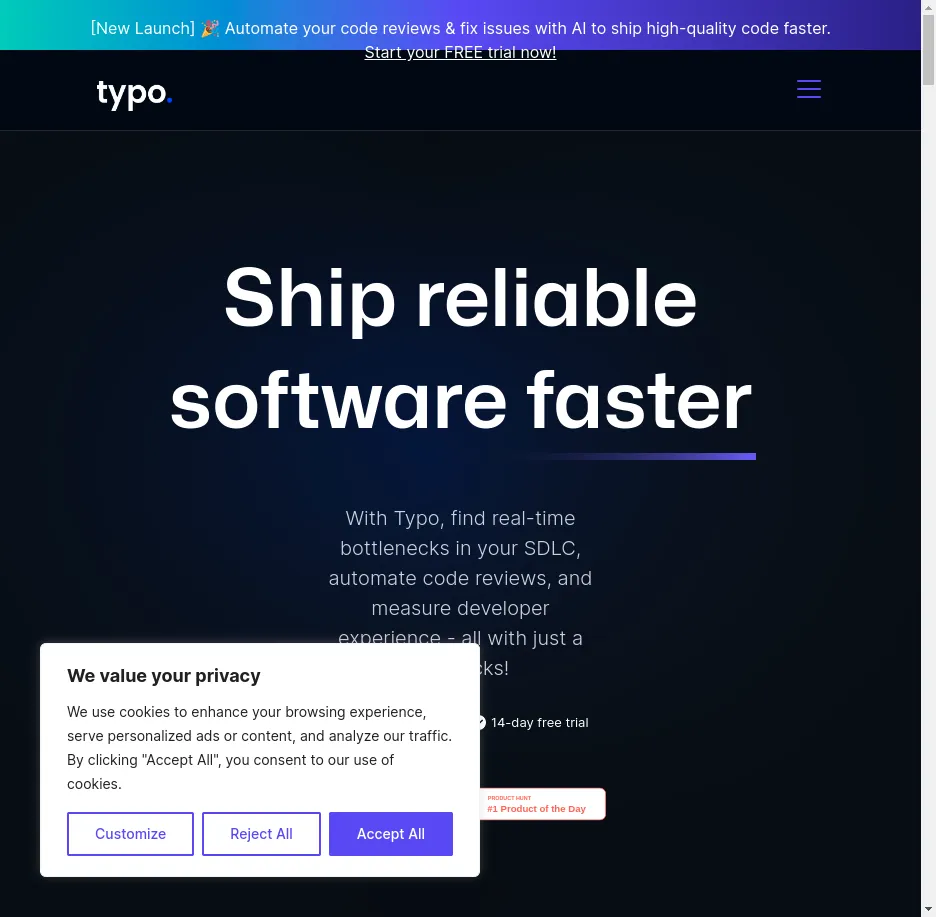 [New Launch] 🎉 Automate your code reviews & fix issues with AI to ship high-quality code faster.
Start your FREE trial now!
typo.
Ship reliable
software faster
With Typo, find real-time
bottlenecks in your SDLC,
automate code reviews, and
measure developer
experience - all with just a
cks!
14-day free trial
PRODUCT HUNT
#1 Product of the Day
We value your privacy
We use cookies to enhance your browsing experience,
serve personalized ads or content, and analyze our traffic.
By clicking "Accept All", you consent to our use of
cookies.
Customize
Reject All
Accept All